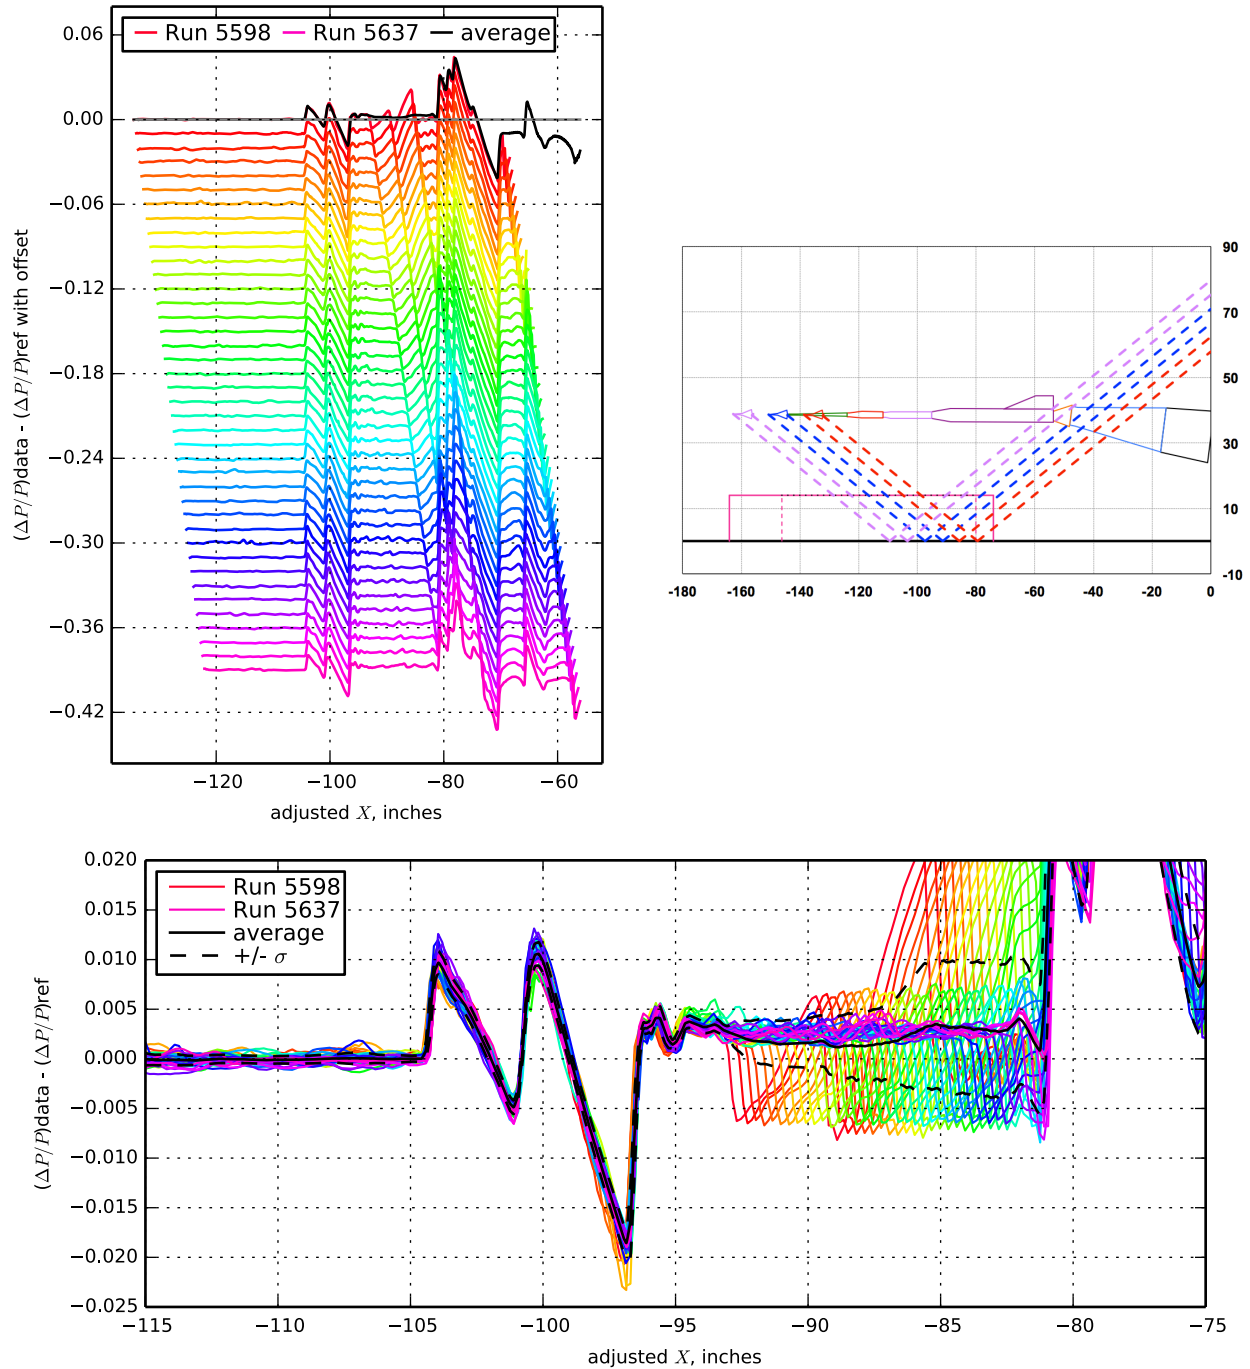 Run 5598 Run 5637 average
0.06
0.00
−0.06
−0.12
−0.18
−0.24
−0.30
−0.36
−0.42
(ΔP/P)data - (ΔP/P)ref with offset
−120 −100 −80 −60
adjusted X, inches
90
70
50
30
10
-10
-180 -160 -140 -120 -100 -80 -60 -40 -20 0
Run 5598
Run 5637
average
+/- σ
0.020
0.015
0.010
0.005
0.000
−0.005
−0.010
−0.015
−0.020
−0.025
(ΔP/P)data - (ΔP/P)ref
−115 −110 −105 −100 −95 −90 −85 −80 −75
adjusted X, inches